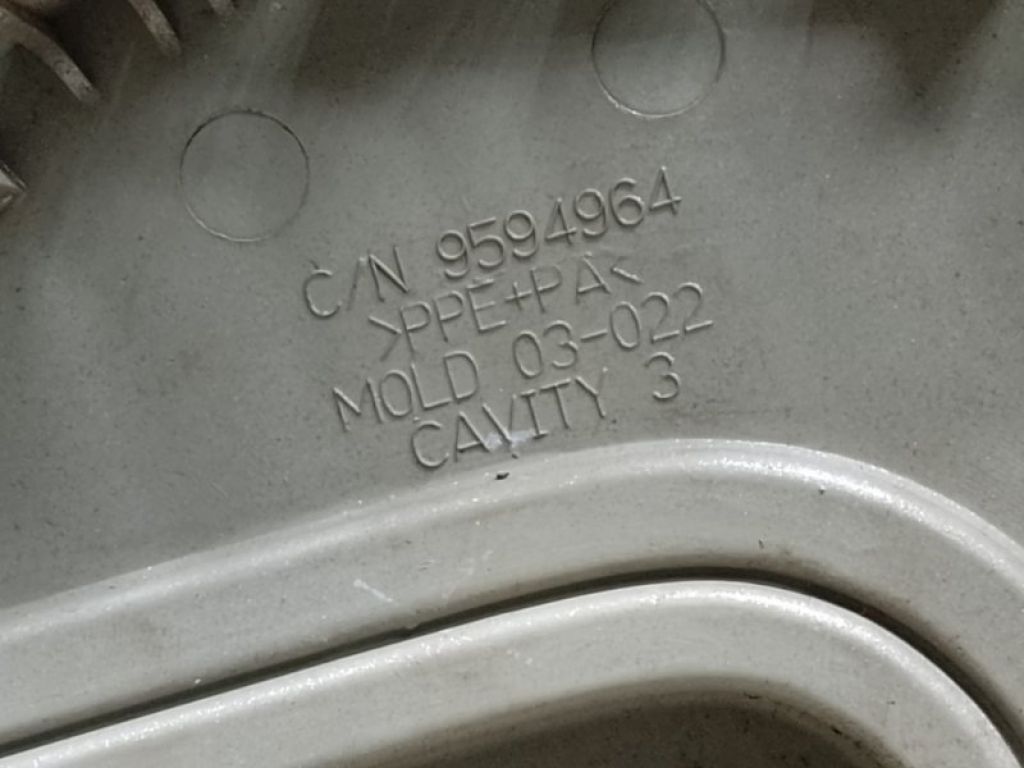 C/N 9594964
>PPE+PA<
MOLD 03-022
CAVITY 3